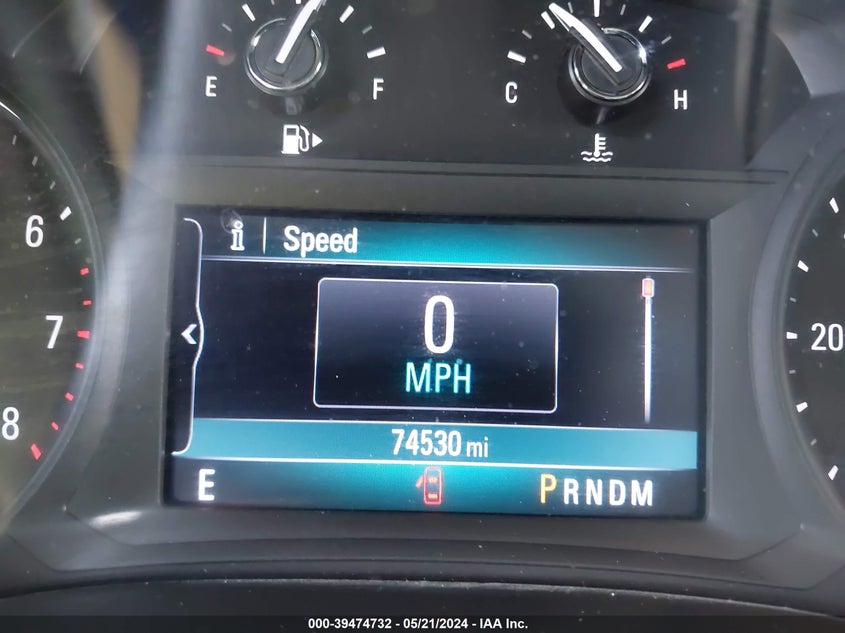 E F
C H
6
7
8
20
i Speed
0
MPH
74530 mi
E PRNDM
000-39474732 - 05/21/2024 - IAA Inc.